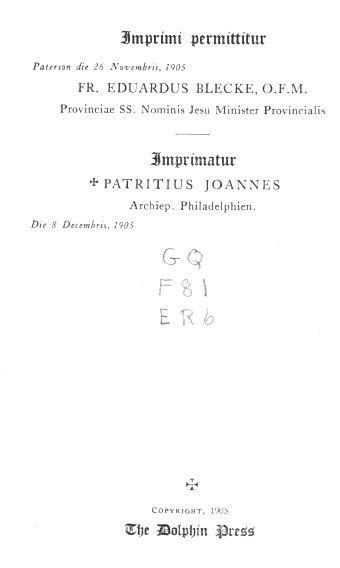 Imprimi permittitur
Paterson die 26 Novembris, 1905
FR. EDUARDUS BLECKE, O.F.M.
Provinciae SS. Nominis Jesu Minister Provincialis
Imprimatur
✠ PATRITIUS JOANNES
Archiep. Philadelphien.
Die 8 Decembris, 1905
GQ
F81
ER6
COPYRIGHT, 1905
The Dolphin Press